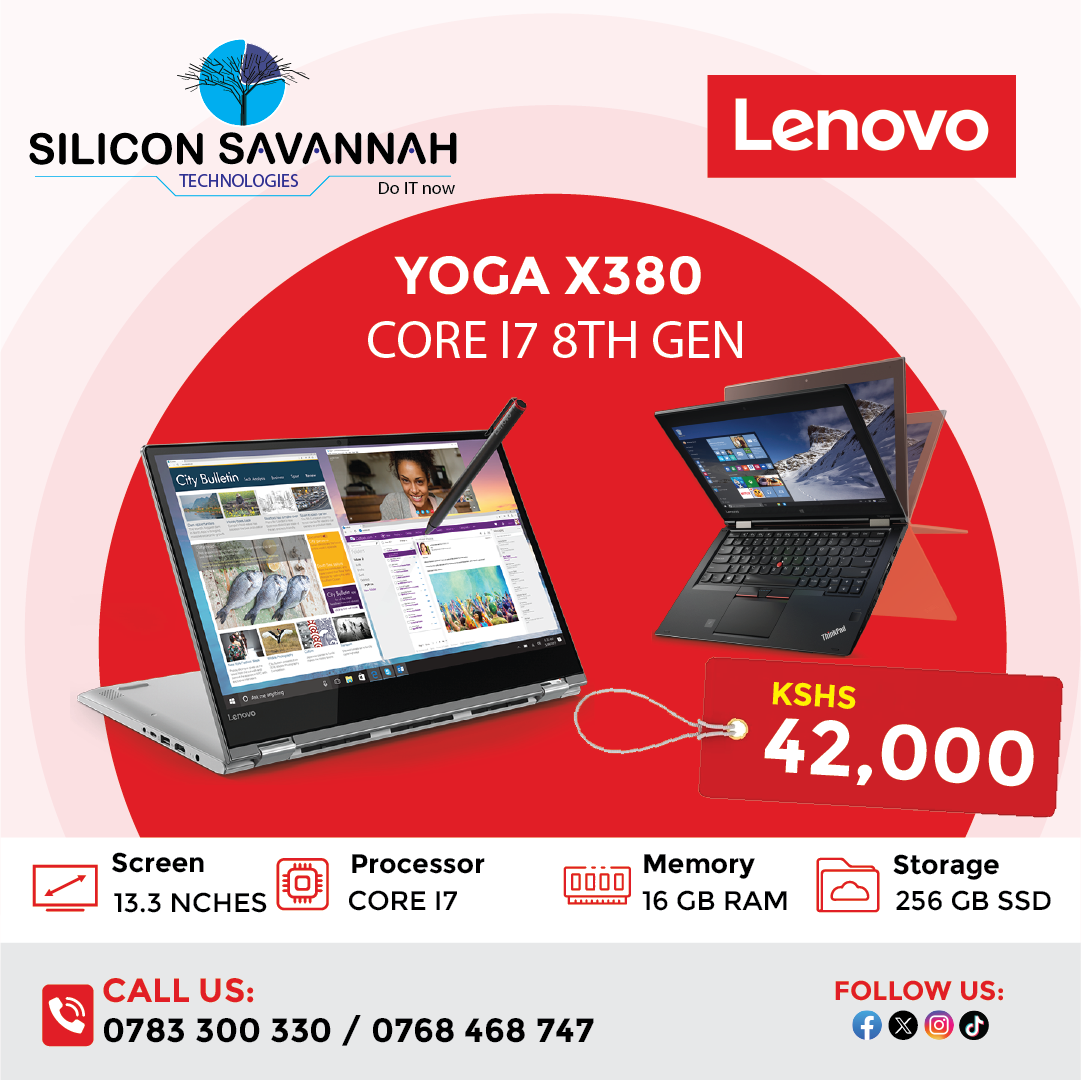 SILICON SAVANNAH
TECHNOLOGIES
Do IT now
Lenovo
YOGA X380
CORE I7 8TH GEN
City Bulletin
Lenovo
ThinkPad
KSHS
42,000
Screen
13.3 NCHES
Processor
CORE I7
Memory
16 GB RAM
Storage
256 GB SSD
CALL US:
0783 300 330 / 0768 468 747
FOLLOW US: